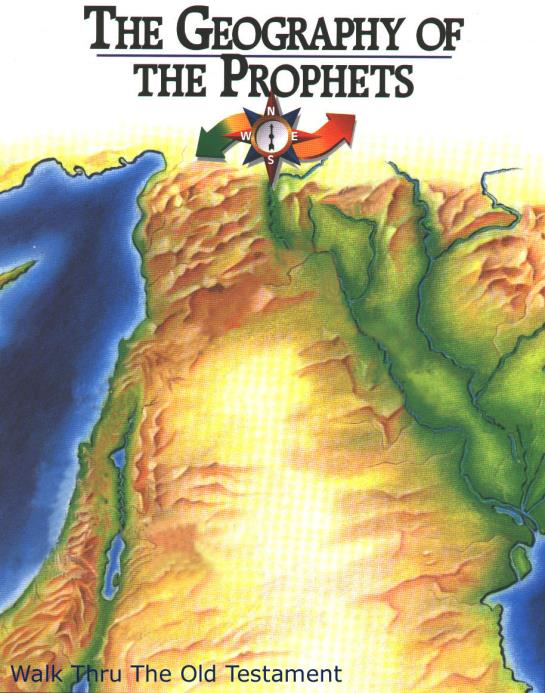 THE GEOGRAPHY OF
THE PROPHETS
N
W E
S
Walk Thru The Old Testament